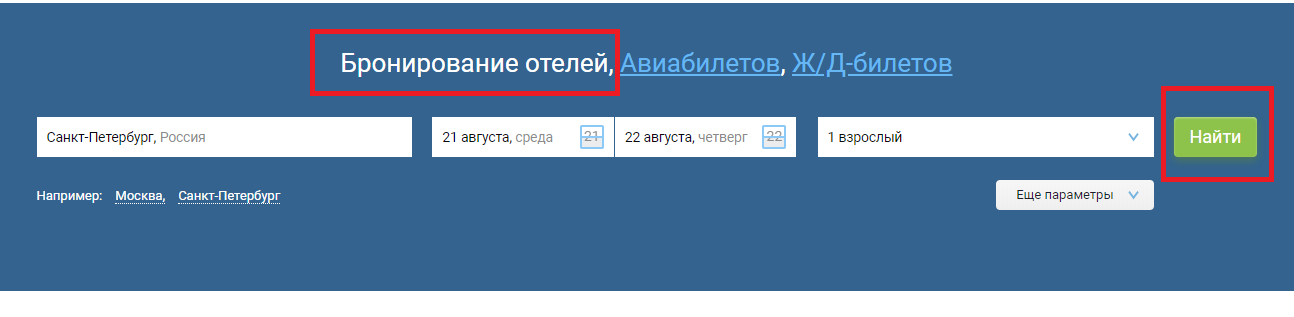 Бронирование отелей, Авиабилетов, Ж/Д-билетов
Санкт-Петербург, Россия 21 августа, среда 21 22 августа, четверг 22 1 взрослый Найти
Например: Москва, Санкт-Петербург Еще параметры